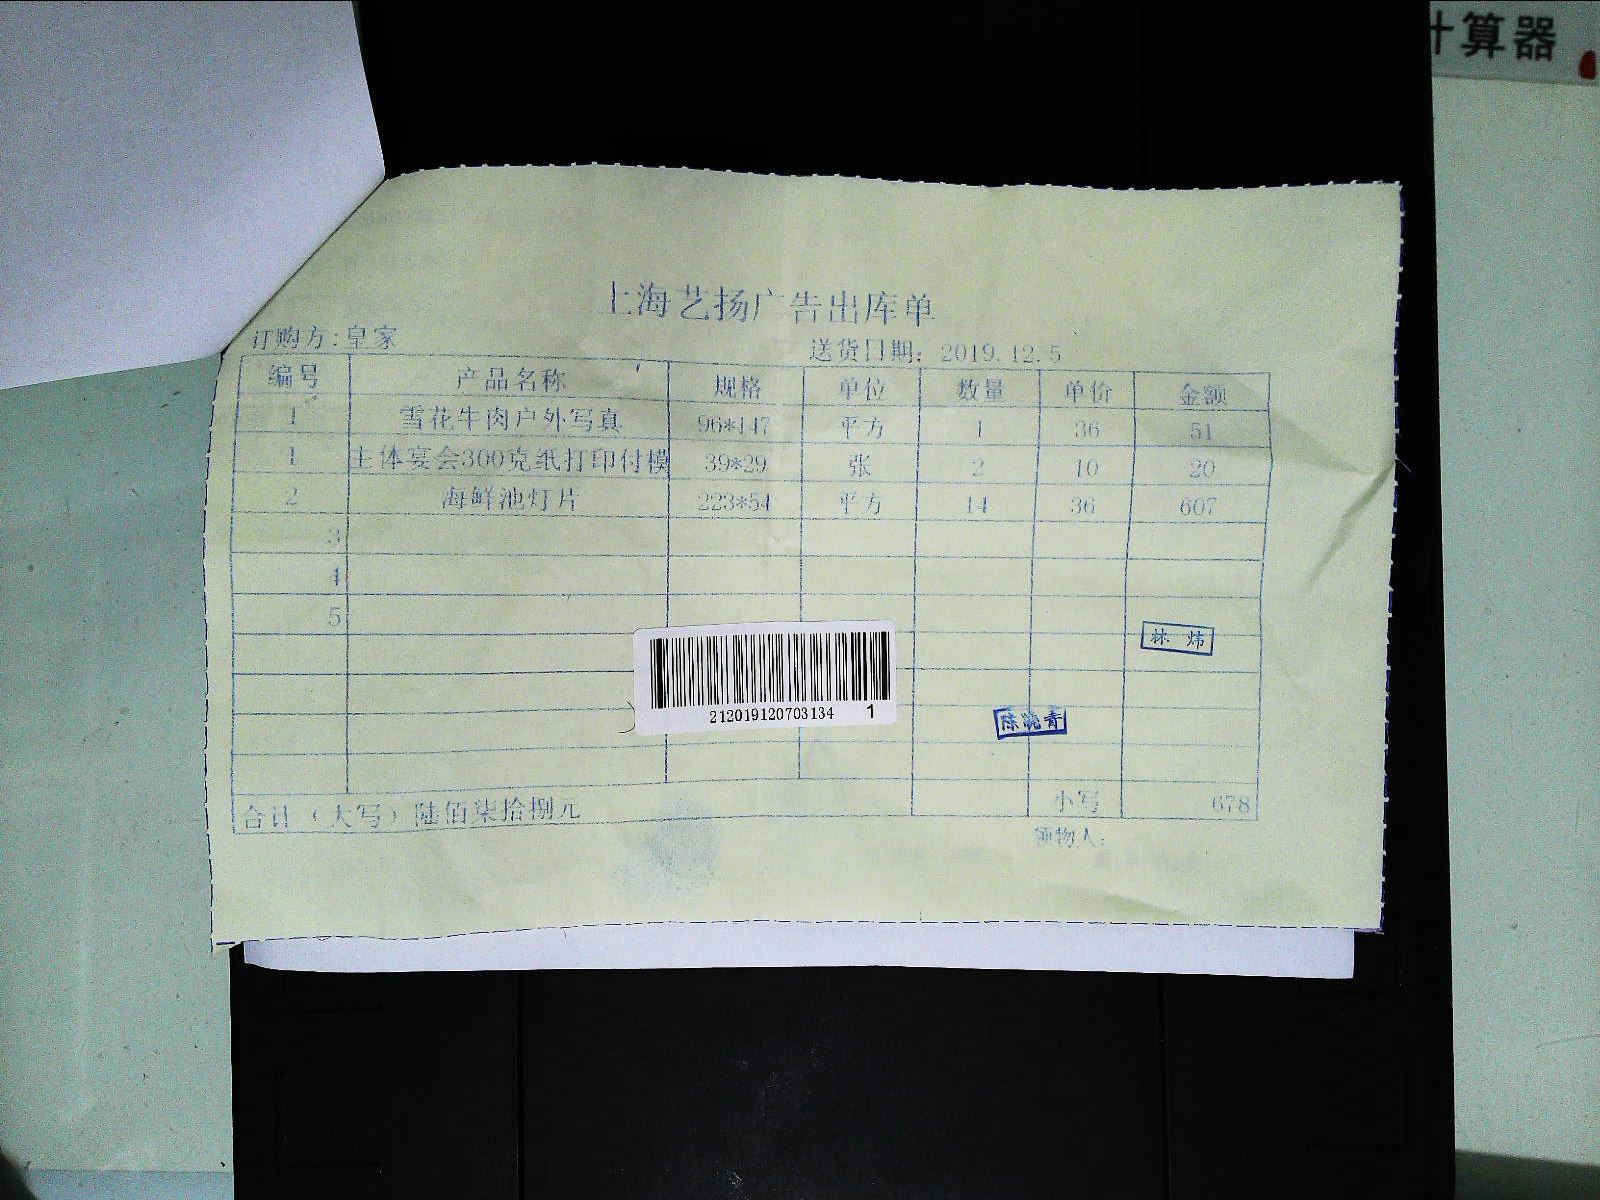 计算器
上海艺扬广告出库单
订购方:皇家 送货日期: 2019.12.5
编号 产品名称 规格 单位 数量 单价 金额
1 雪花牛肉户外写真 96*147 平方 1 36 51
1 主体宴会300克纸打印付模 39*29 张 2 10 20
2 海鲜池灯片 223*54 平方 14 36 607
3
4
5
林 炜
212019120703134 1
陈晓青
合计（大写）陆佰柒拾捌元 小写 678
领物人: